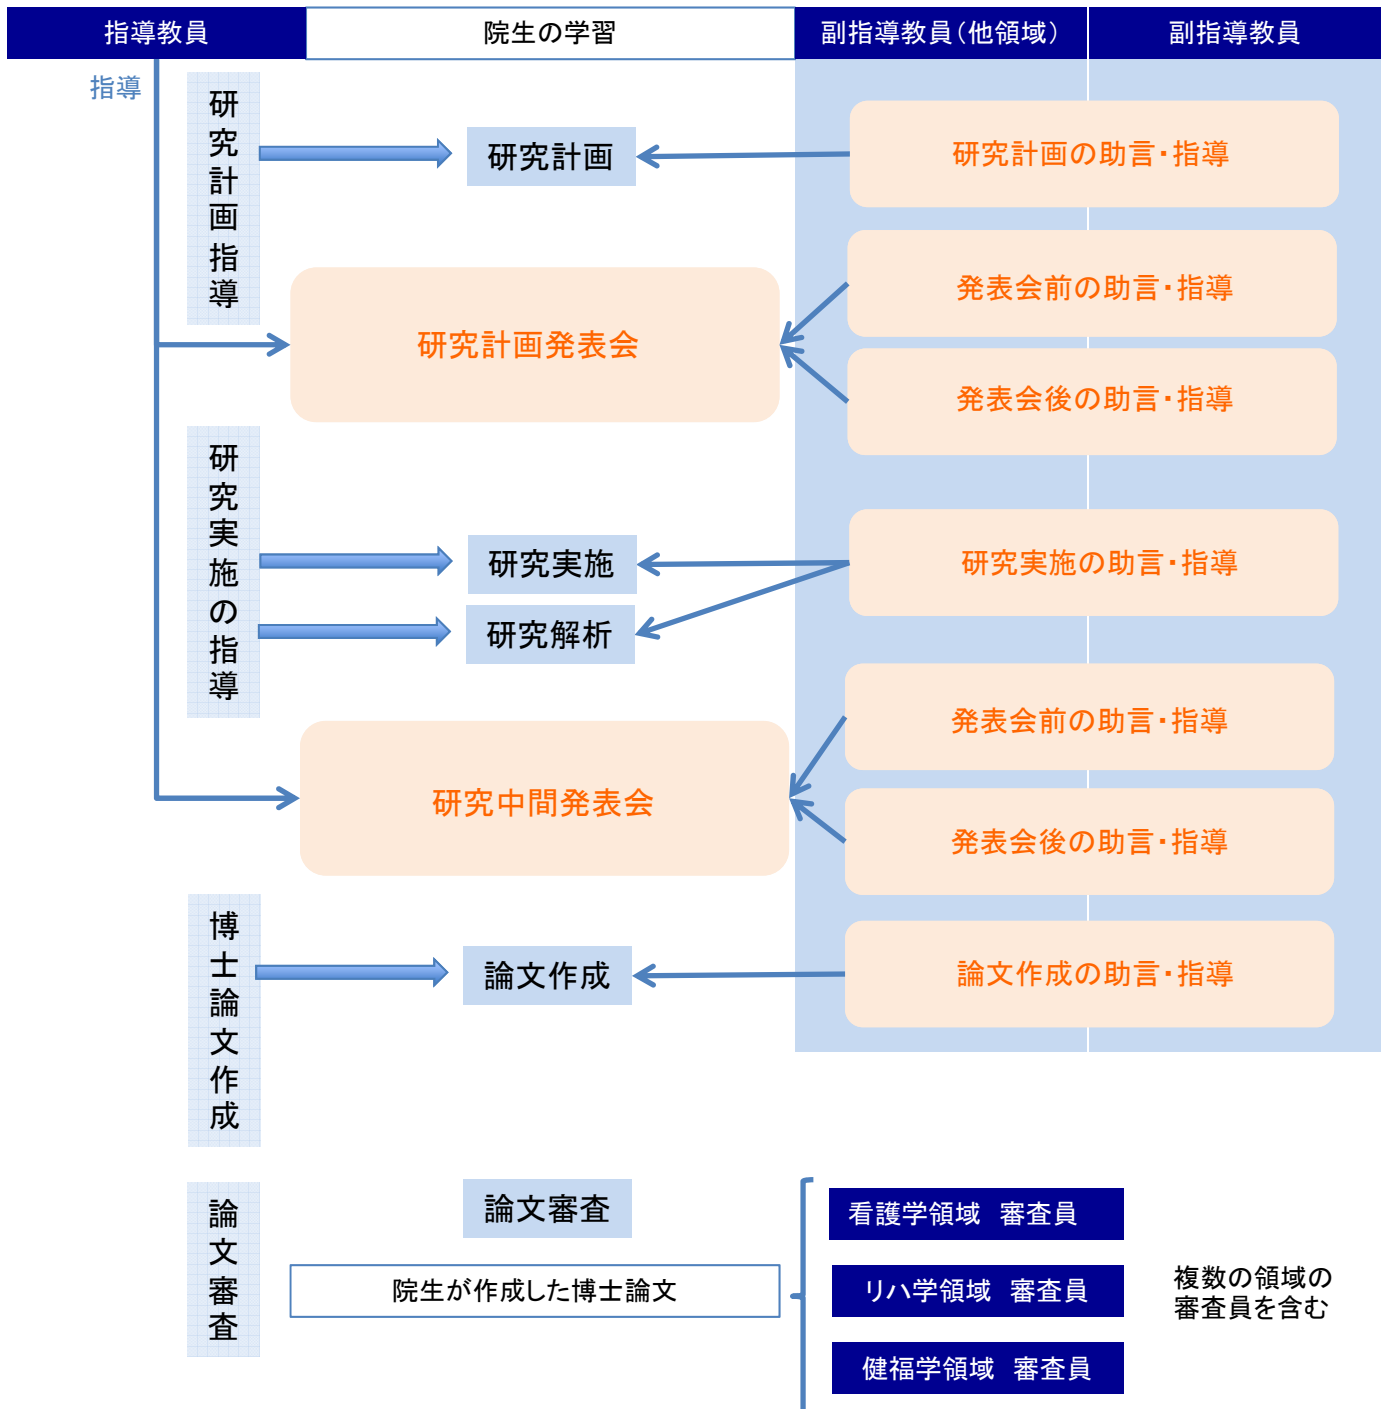 指導教員
院生の学習
副指導教員(他領域)
副指導教員
指導
研究計画指導
研究計画
研究計画の助言・指導
発表会前の助言・指導
研究計画発表会
発表会後の助言・指導
研究実施の指導
研究実施
研究実施の助言・指導
研究解析
発表会前の助言・指導
研究中間発表会
発表会後の助言・指導
博士論文作成
論文作成
論文作成の助言・指導
論文審査
論文審査
院生が作成した博士論文
看護学領域　審査員
リハ学領域　審査員
健福学領域　審査員
複数の領域の
審査員を含む